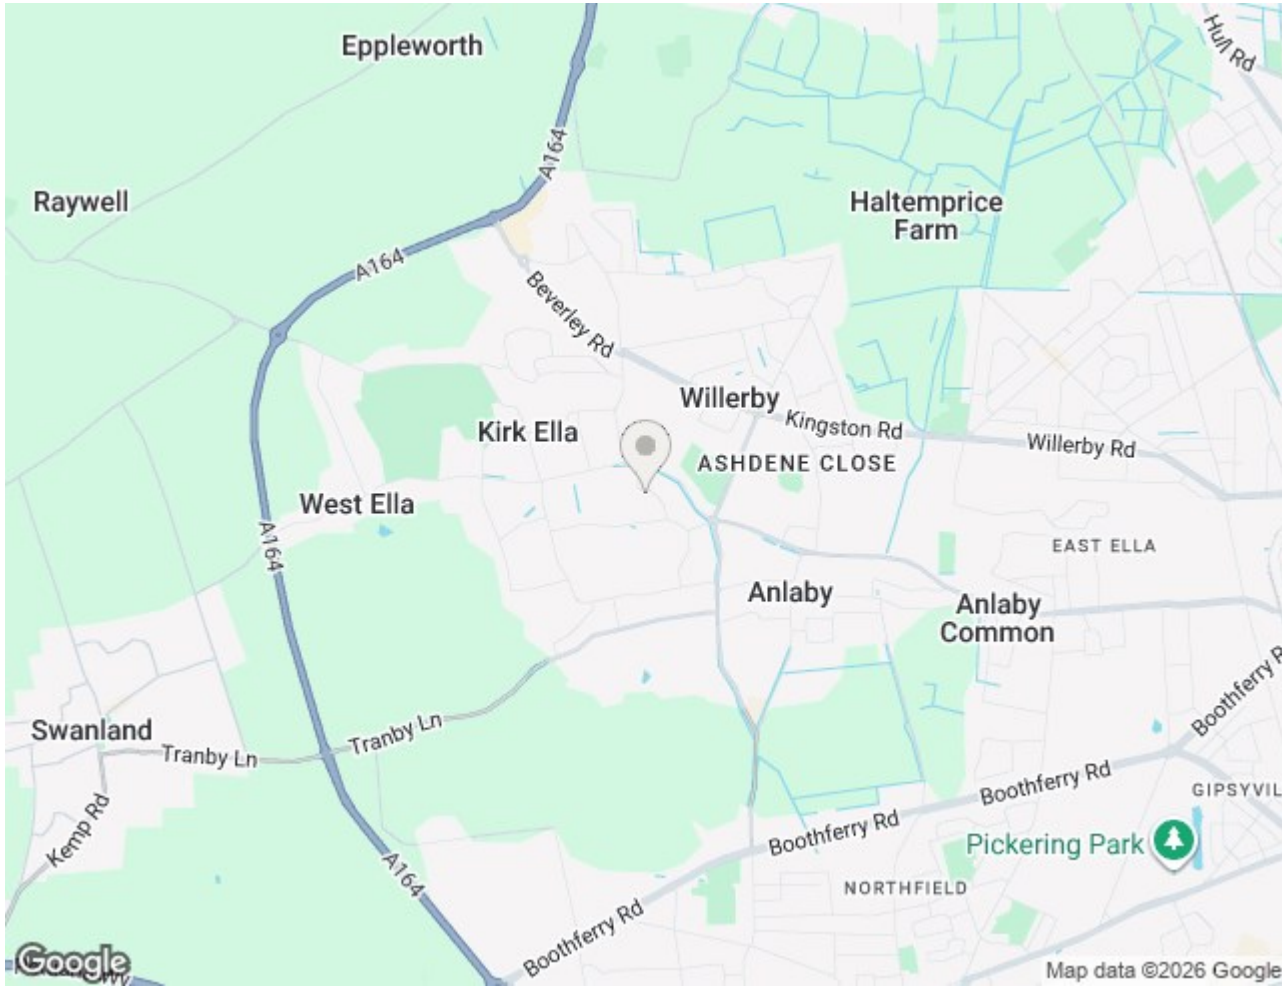 Eppleworth
Hull Rd
A164
Raywell
Haltemprice
Farm
A164
Beverley Rd
Willerby
Kingston Rd
Kirk Ella
Willerby Rd
ASHDENE CLOSE
West Ella
A164
EAST ELLA
Anlaby
Anlaby
Common
Boothferry R
Swanland
Tranby Ln
Tranby Ln
Boothferry Rd
GIPSYVIL
Kemp Rd
Boothferry Rd
Pickering Park
A164
NORTHFIELD
Boothferry Rd
Google
Map data ©2026 Google